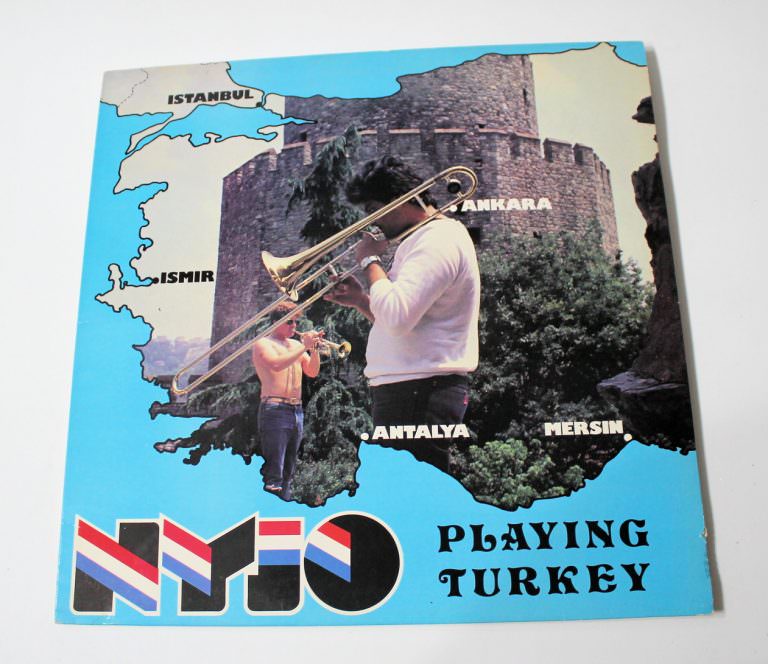 ISTANBUL
ANKARA
ISMIR
ANTALYA
MERSIN
NYJO
PLAYING
TURKEY